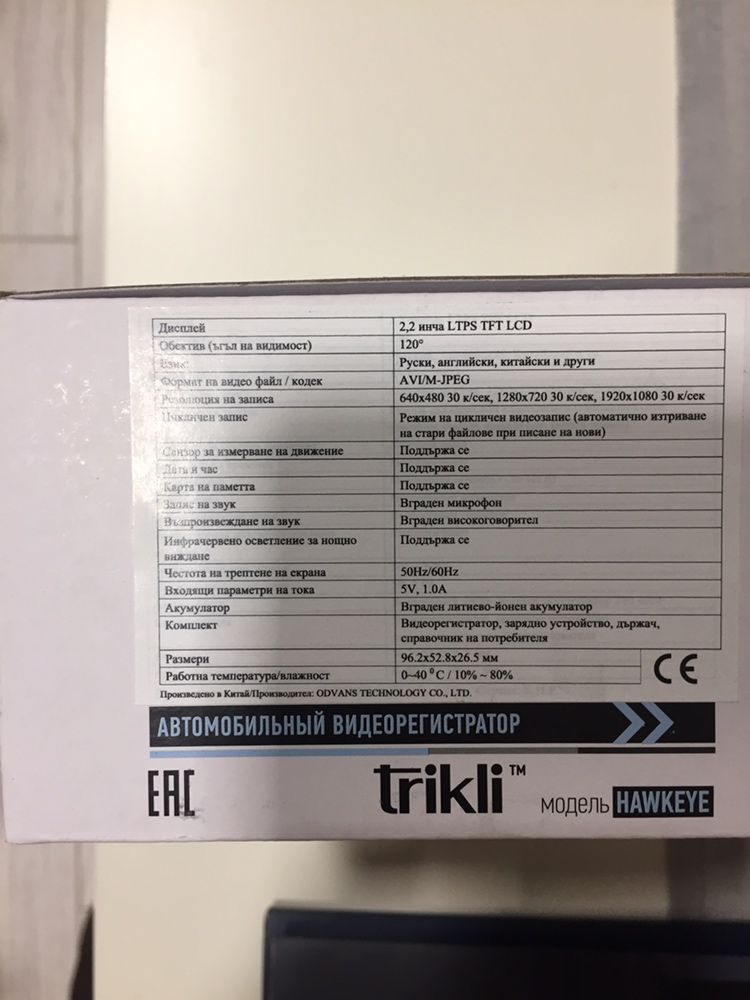 Дисплей 2,2 инча LTPS TFT LCD
Обектив (ъгъл на видимост) 120°
Език: Руски, английски, китайски и други
Формат на видео файл / кодек AVI/M-JPEG
Резолюция на записа 640x480 30 к/сек, 1280x720 30 к/сек, 1920x1080 30 к/сек
Цикличен запис Режим на цикличен видеозапис (автоматично изтриване
на стари файлове при писане на нови)
Сензор за измерване на движение Поддържа се
Дата и час Поддържа се
Карта на паметта Поддържа се
Запис на звук Вграден микрофон
Възпроизвеждане на звук Вграден високоговорител
Инфрачервено осветление за нощно Поддържа се
виждане
Честота на трептене на екрана 50Hz/60Hz
Входящи параметри на тока 5V, 1.0A
Акумулатор Вграден литиево-йонен акумулатор
Комплект Видеорегистратор, зарядно устройство, държач,
справочник на потребителя
Размери 96.2x52.8x26.5 мм
Работна температура/влажност 0~40 ⁰ C / 10% ~ 80%
CE
Произведено в Китай/Производител: ODVANS TECHNOLOGY CO., LTD.
АВТОМОБИЛЬНЫЙ ВИДЕОРЕГИСТРАТОР
EAC
trikli™
МОДЕЛЬ HAWKEYE